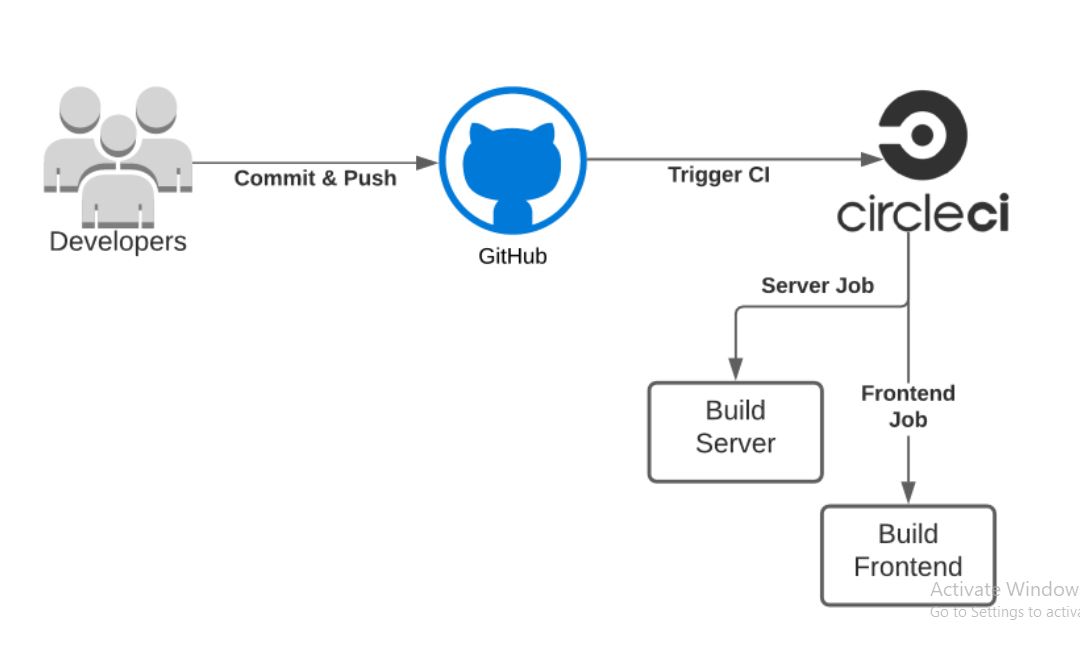 Commit & Push
Trigger CI
Developers
GitHub
circleci
Server Job
Frontend
Job
Build
Server
Build
Frontend
Activate Window
Go to Settings to activa